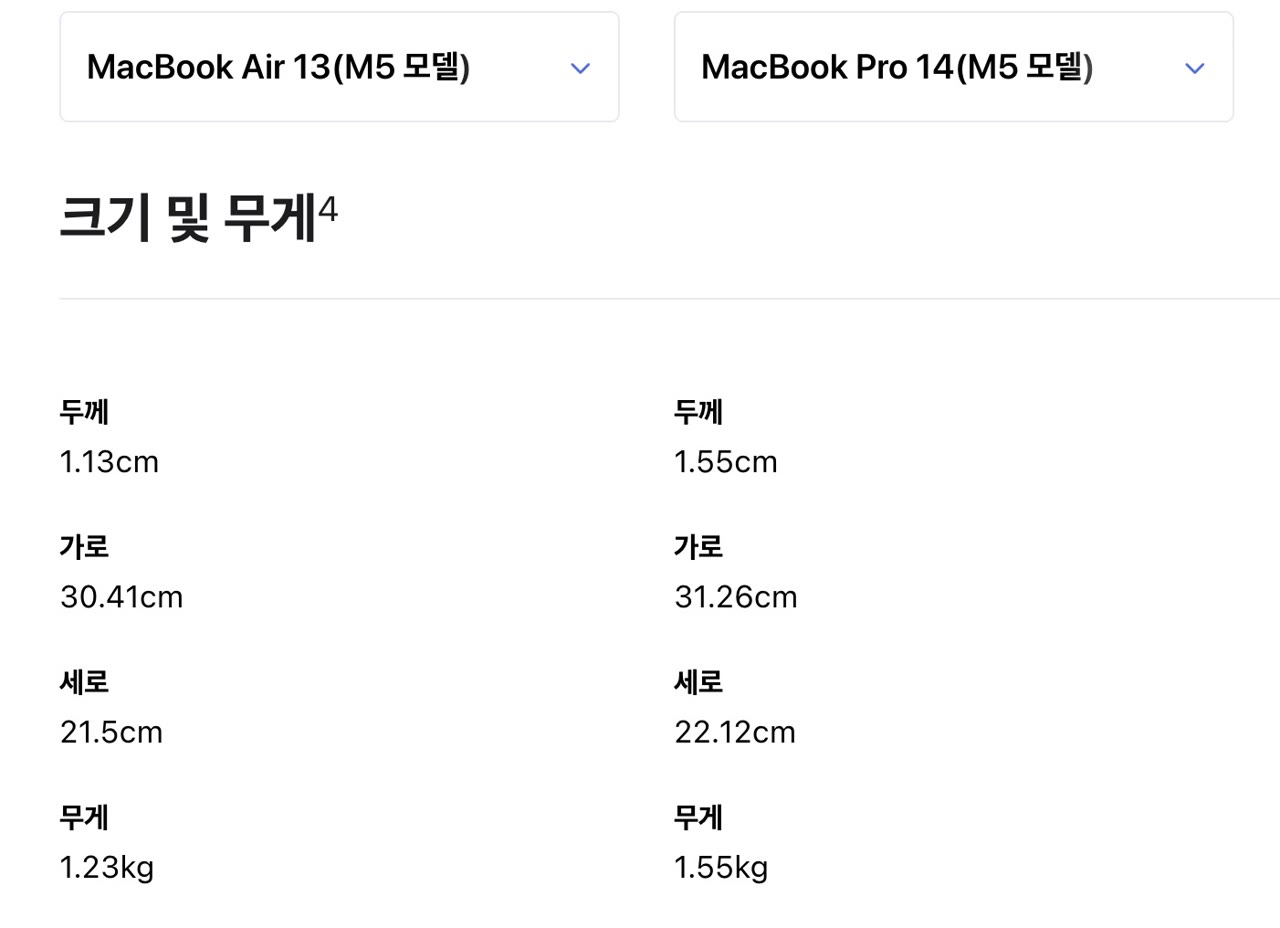 MacBook Air 13(M5 모델)
MacBook Pro 14(M5 모델)
크기 및 무게4
두께
1.13cm
가로
30.41cm
세로
21.5cm
무게
1.23kg
두께
1.55cm
가로
31.26cm
세로
22.12cm
무게
1.55kg